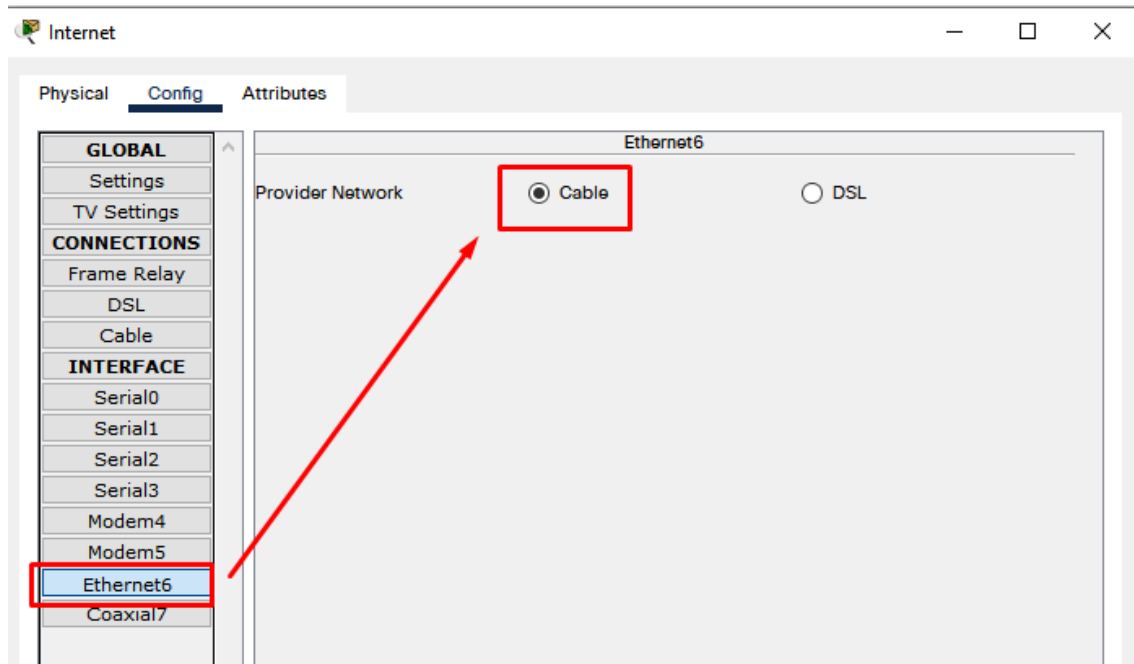 Internet
Physical Config Attributes
GLOBAL
Settings
TV Settings
CONNECTIONS
Frame Relay
DSL
Cable
INTERFACE
Serial0
Serial1
Serial2
Serial3
Modem4
Modem5
Ethernet6
Coaxial7
Ethernet6
Provider Network Cable DSL